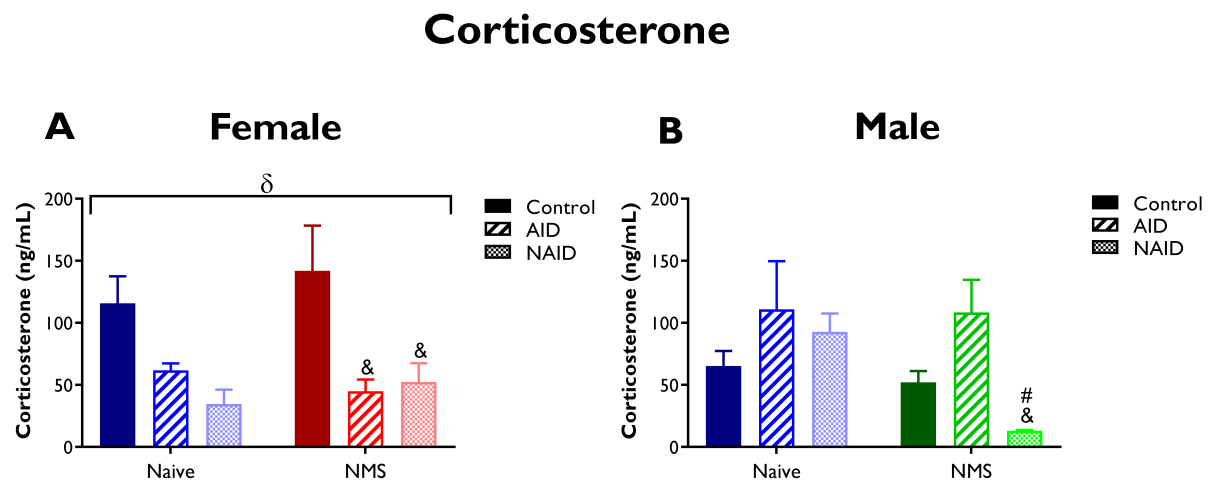 Corticosterone
A Female
δ
Corticosterone (ng/mL)
200
150
100
50
0
&
&
Naive
NMS
Control
AID
NAID
B Male
Corticosterone (ng/mL)
200
150
100
50
0
#
&
Naive
NMS
Control
AID
NAID